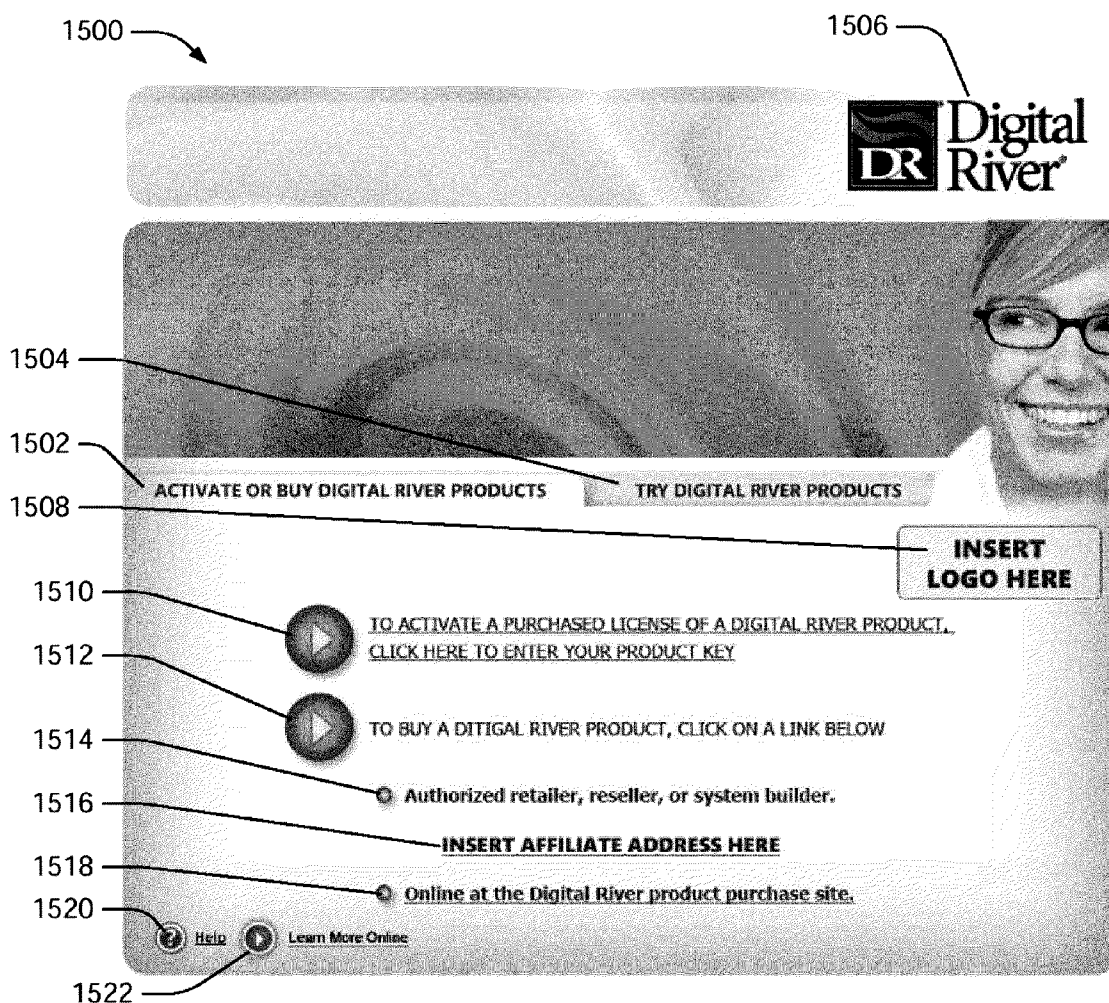 1500
1506
DR
Digital
River®
1504
1502
ACTIVATE OR BUY DIGITAL RIVER PRODUCTS
TRY DIGITAL RIVER PRODUCTS
1508
INSERT
LOGO HERE
1510
TO ACTIVATE A PURCHASED LICENSE OF A DIGITAL RIVER PRODUCT,
CLICK HERE TO ENTER YOUR PRODUCT KEY
1512
TO BUY A DITIGAL RIVER PRODUCT, CLICK ON A LINK BELOW
1514
Authorized retailer, reseller, or system builder.
1516
INSERT AFFILIATE ADDRESS HERE
1518
Online at the Digital River product purchase site.
1520
? Help
Learn More Online
1522